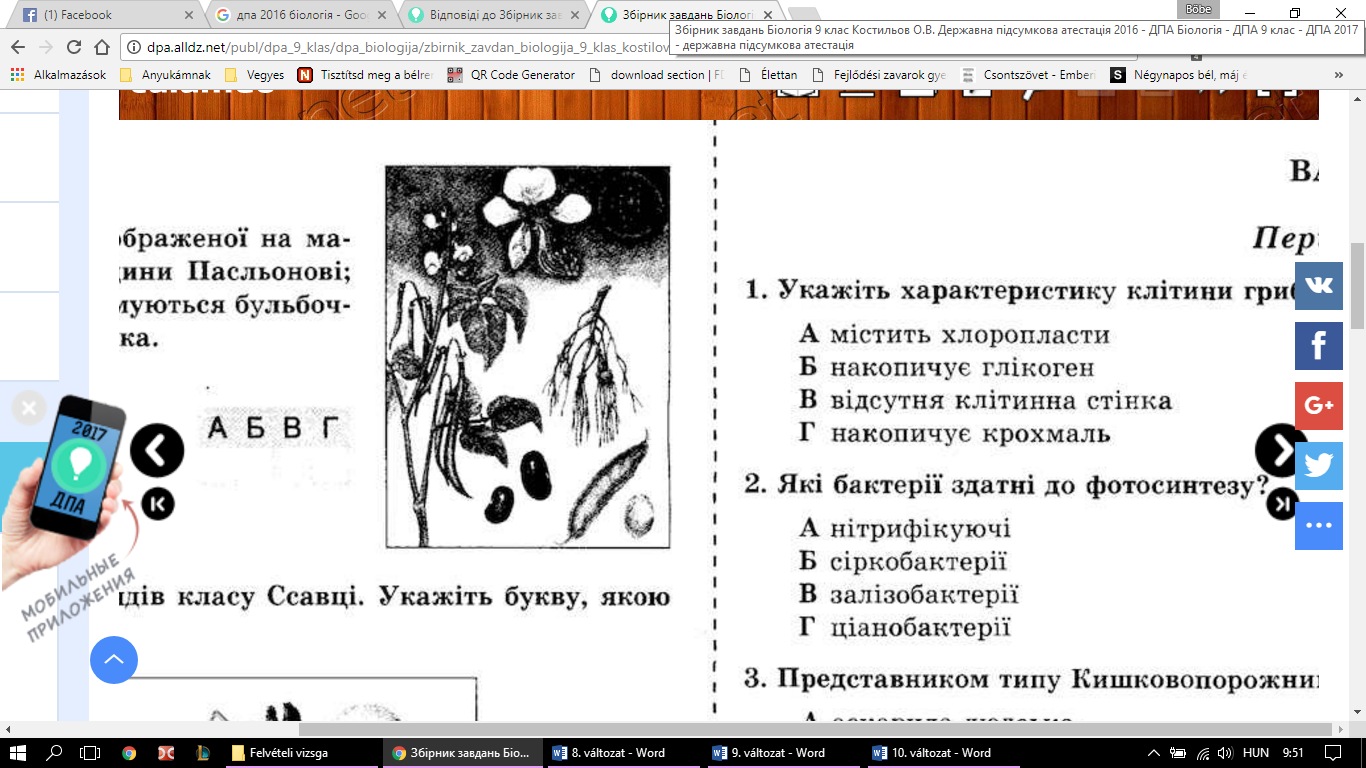 (1) Facebook
дпа 2016 біологія - Goo
Відповіді до Збірник зав
Збірник завдань Біологі
Bőbe
dpa.alldz.net/publ/dpa_9_klas/dpa_biologija/zbirnik_zavdan_biologija_9_klas_kostilov
Збірник завдань Біологія 9 клас Костильов О.В. Державна підсумкова атестація 2016 - ДПА Біологія - ДПА 9 клас - ДПА 2017
- державна підсумкова атестація
Alkalmazások
Anyukámnak
Vegyes
Tisztítsd meg a bélrer
QR Code Generator
download section | F
Élettan
Fejlődési zavarok gye
Csontszövet - Emberi
Négynapos bél, máj é
»
ображеної на ма-
дини Пасльонові;
муються бульбоч-
ка.
А Б В Г
2017
ДПА
МОБИЛЬНЫЕ
ПРИЛОЖЕНИЯ
идів класу Ссавці. Укажіть букву, якою
ВА
Пер
1. Укажіть характеристику клітини гриб
А містить хлоропласти
Б накопичує глікоген
В відсутня клітинна стінка
Г накопичує крохмаль
2. Які бактерії здатні до фотосинтезу?
А нітрифікуючі
Б сіркобактерії
В залізобактерії
Г ціанобактерії
3. Представником типу Кишковопорожни
f
G+
Felvételi vizsga
Збірник завдань Біо...
8. változat - Word
9. változat - Word
10. változat - Word
HUN
9:51